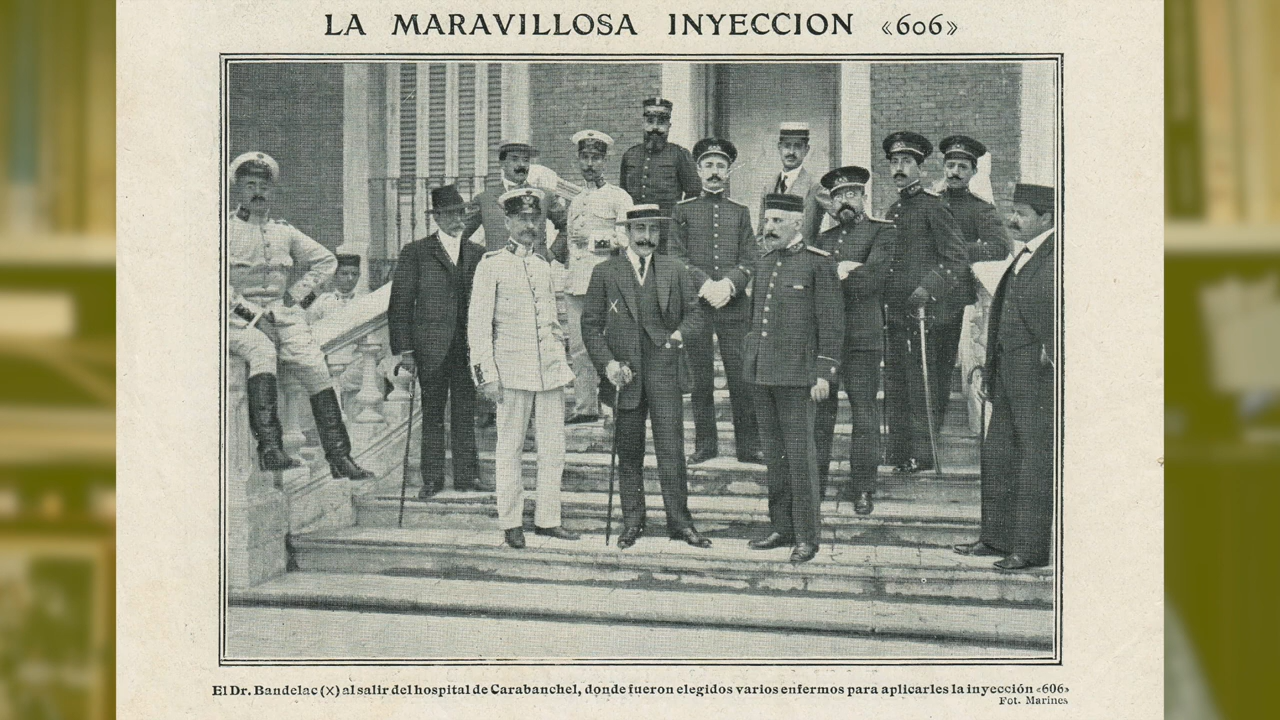 LA MARAVILLOSA INYECCION «606»
El Dr. Bandelac (X) al salir del hospital de Carabanchel, donde fueron elegidos varios enfermos para aplicarles la inyección «606»
Fot. Marines